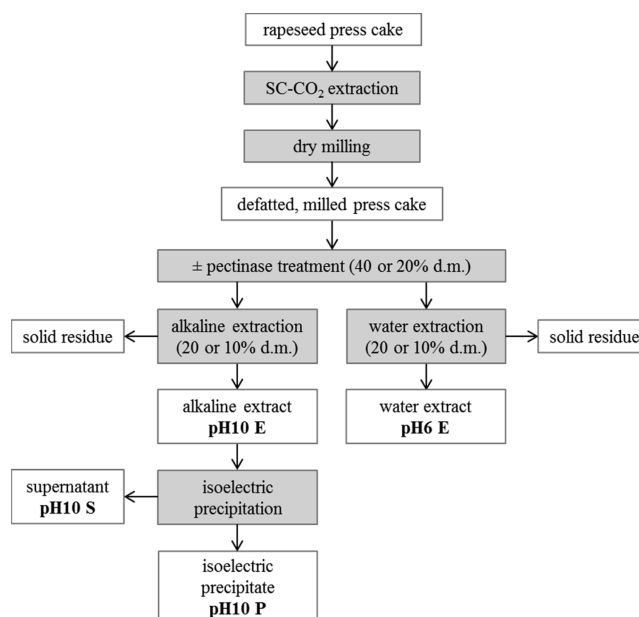 rapeseed press cake
SC-CO₂ extraction
dry milling
defatted, milled press cake
± pectinase treatment (40 or 20% d.m.)
solid residue
alkaline extraction
(20 or 10% d.m.)
water extraction
(20 or 10% d.m.)
solid residue
alkaline extract
pH10 E
water extract
pH6 E
supernatant
pH10 S
isoelectric
precipitation
isoelectric
precipitate
pH10 P